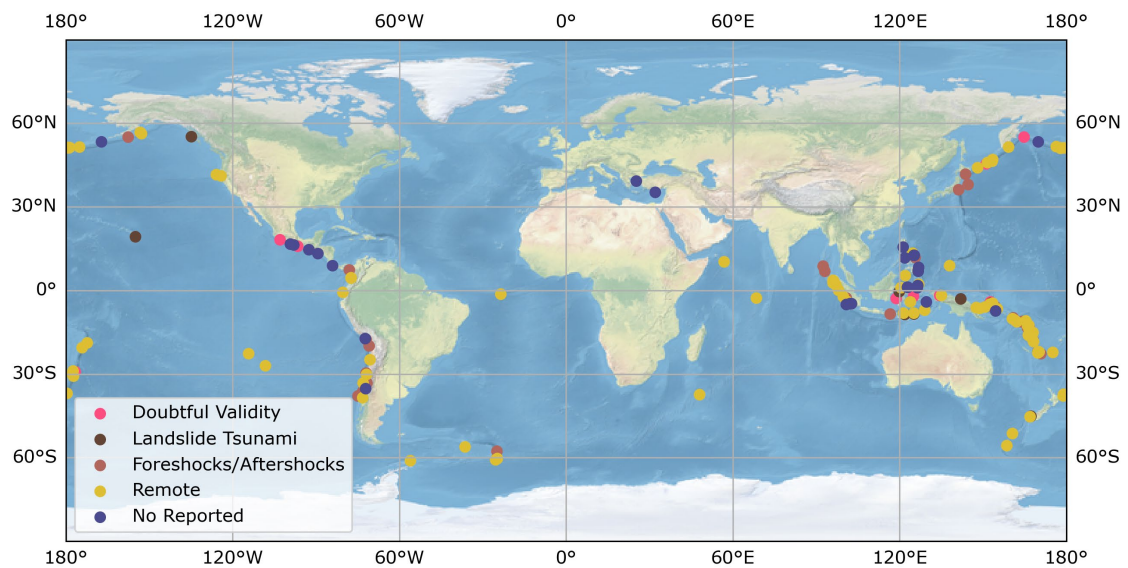 180° 120°W 60°W 0° 60°E 120°E 180°
60°N 60°N
30°N 30°N
0° 0°
30°S 30°S
Doubtful Validity
Landslide Tsunami
60°S Foreshocks/Aftershocks 60°S
Remote
No Reported
180° 120°W 60°W 0° 60°E 120°E 180°